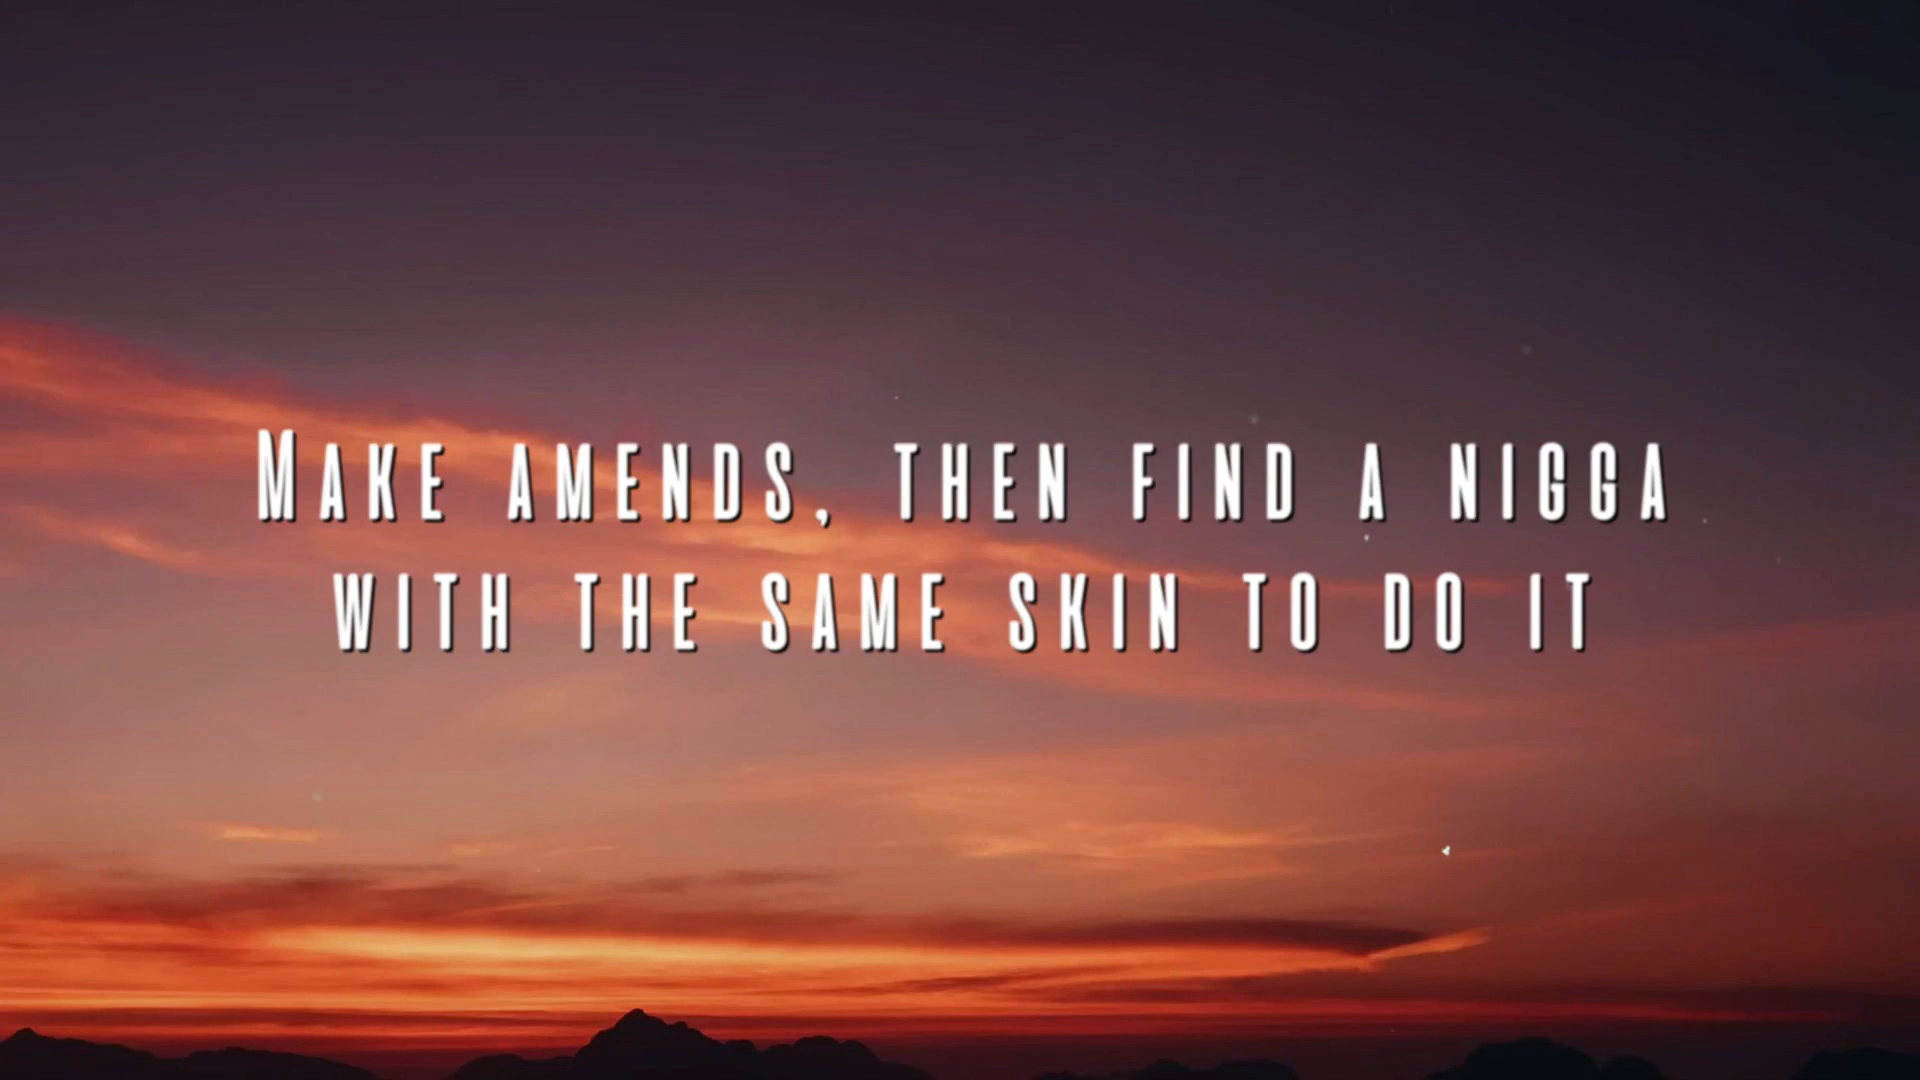 Make amends, then find a nigga
with the same skin to do it